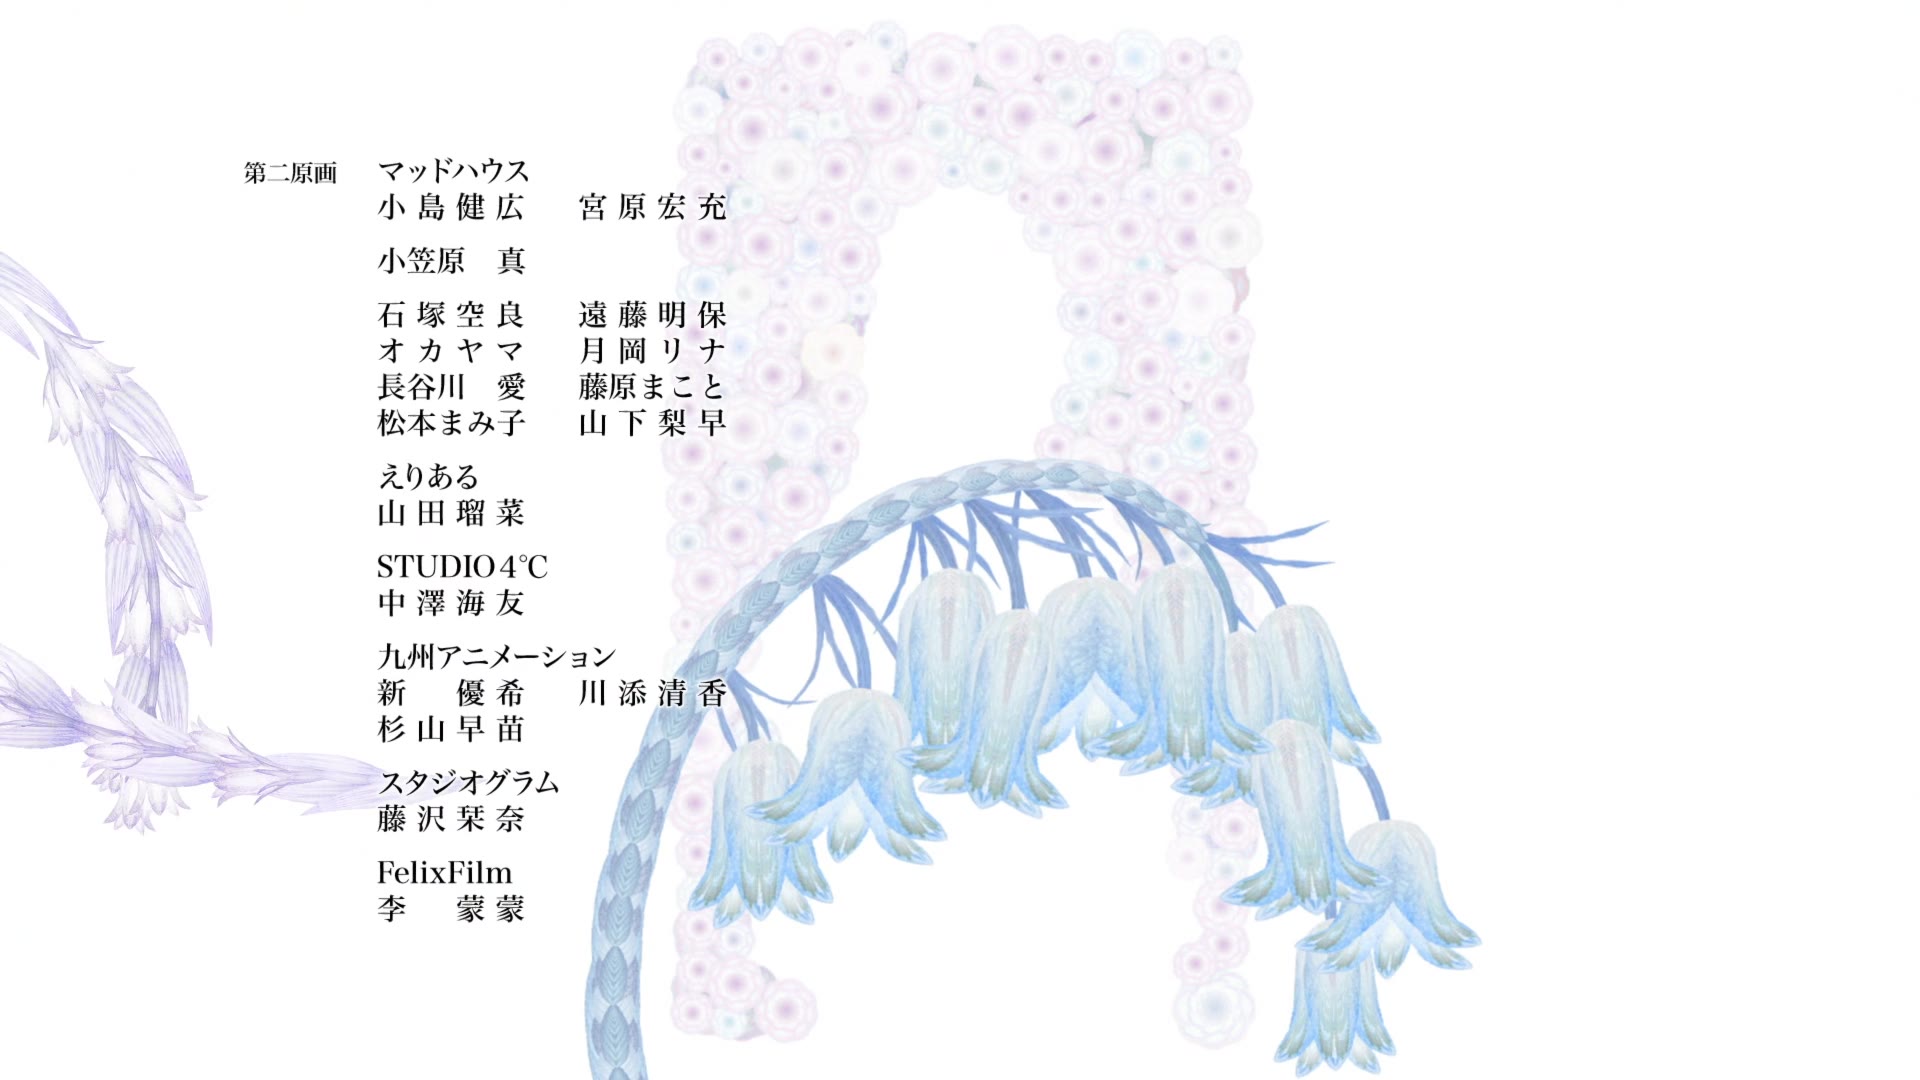 第二原画 マッドハウス
小島健広 宮原宏充
小笠原 真
石塚空良 遠藤明保
オカヤマ 月岡リナ
長谷川 愛 藤原まこと
松本まみ子 山下梨早
えりある
山田瑠菜
STUDIO4℃
中澤海友
九州アニメーション
新 優希 川添清香
杉山早苗
スタジオグラム
藤沢栞奈
FelixFilm
李 蒙蒙